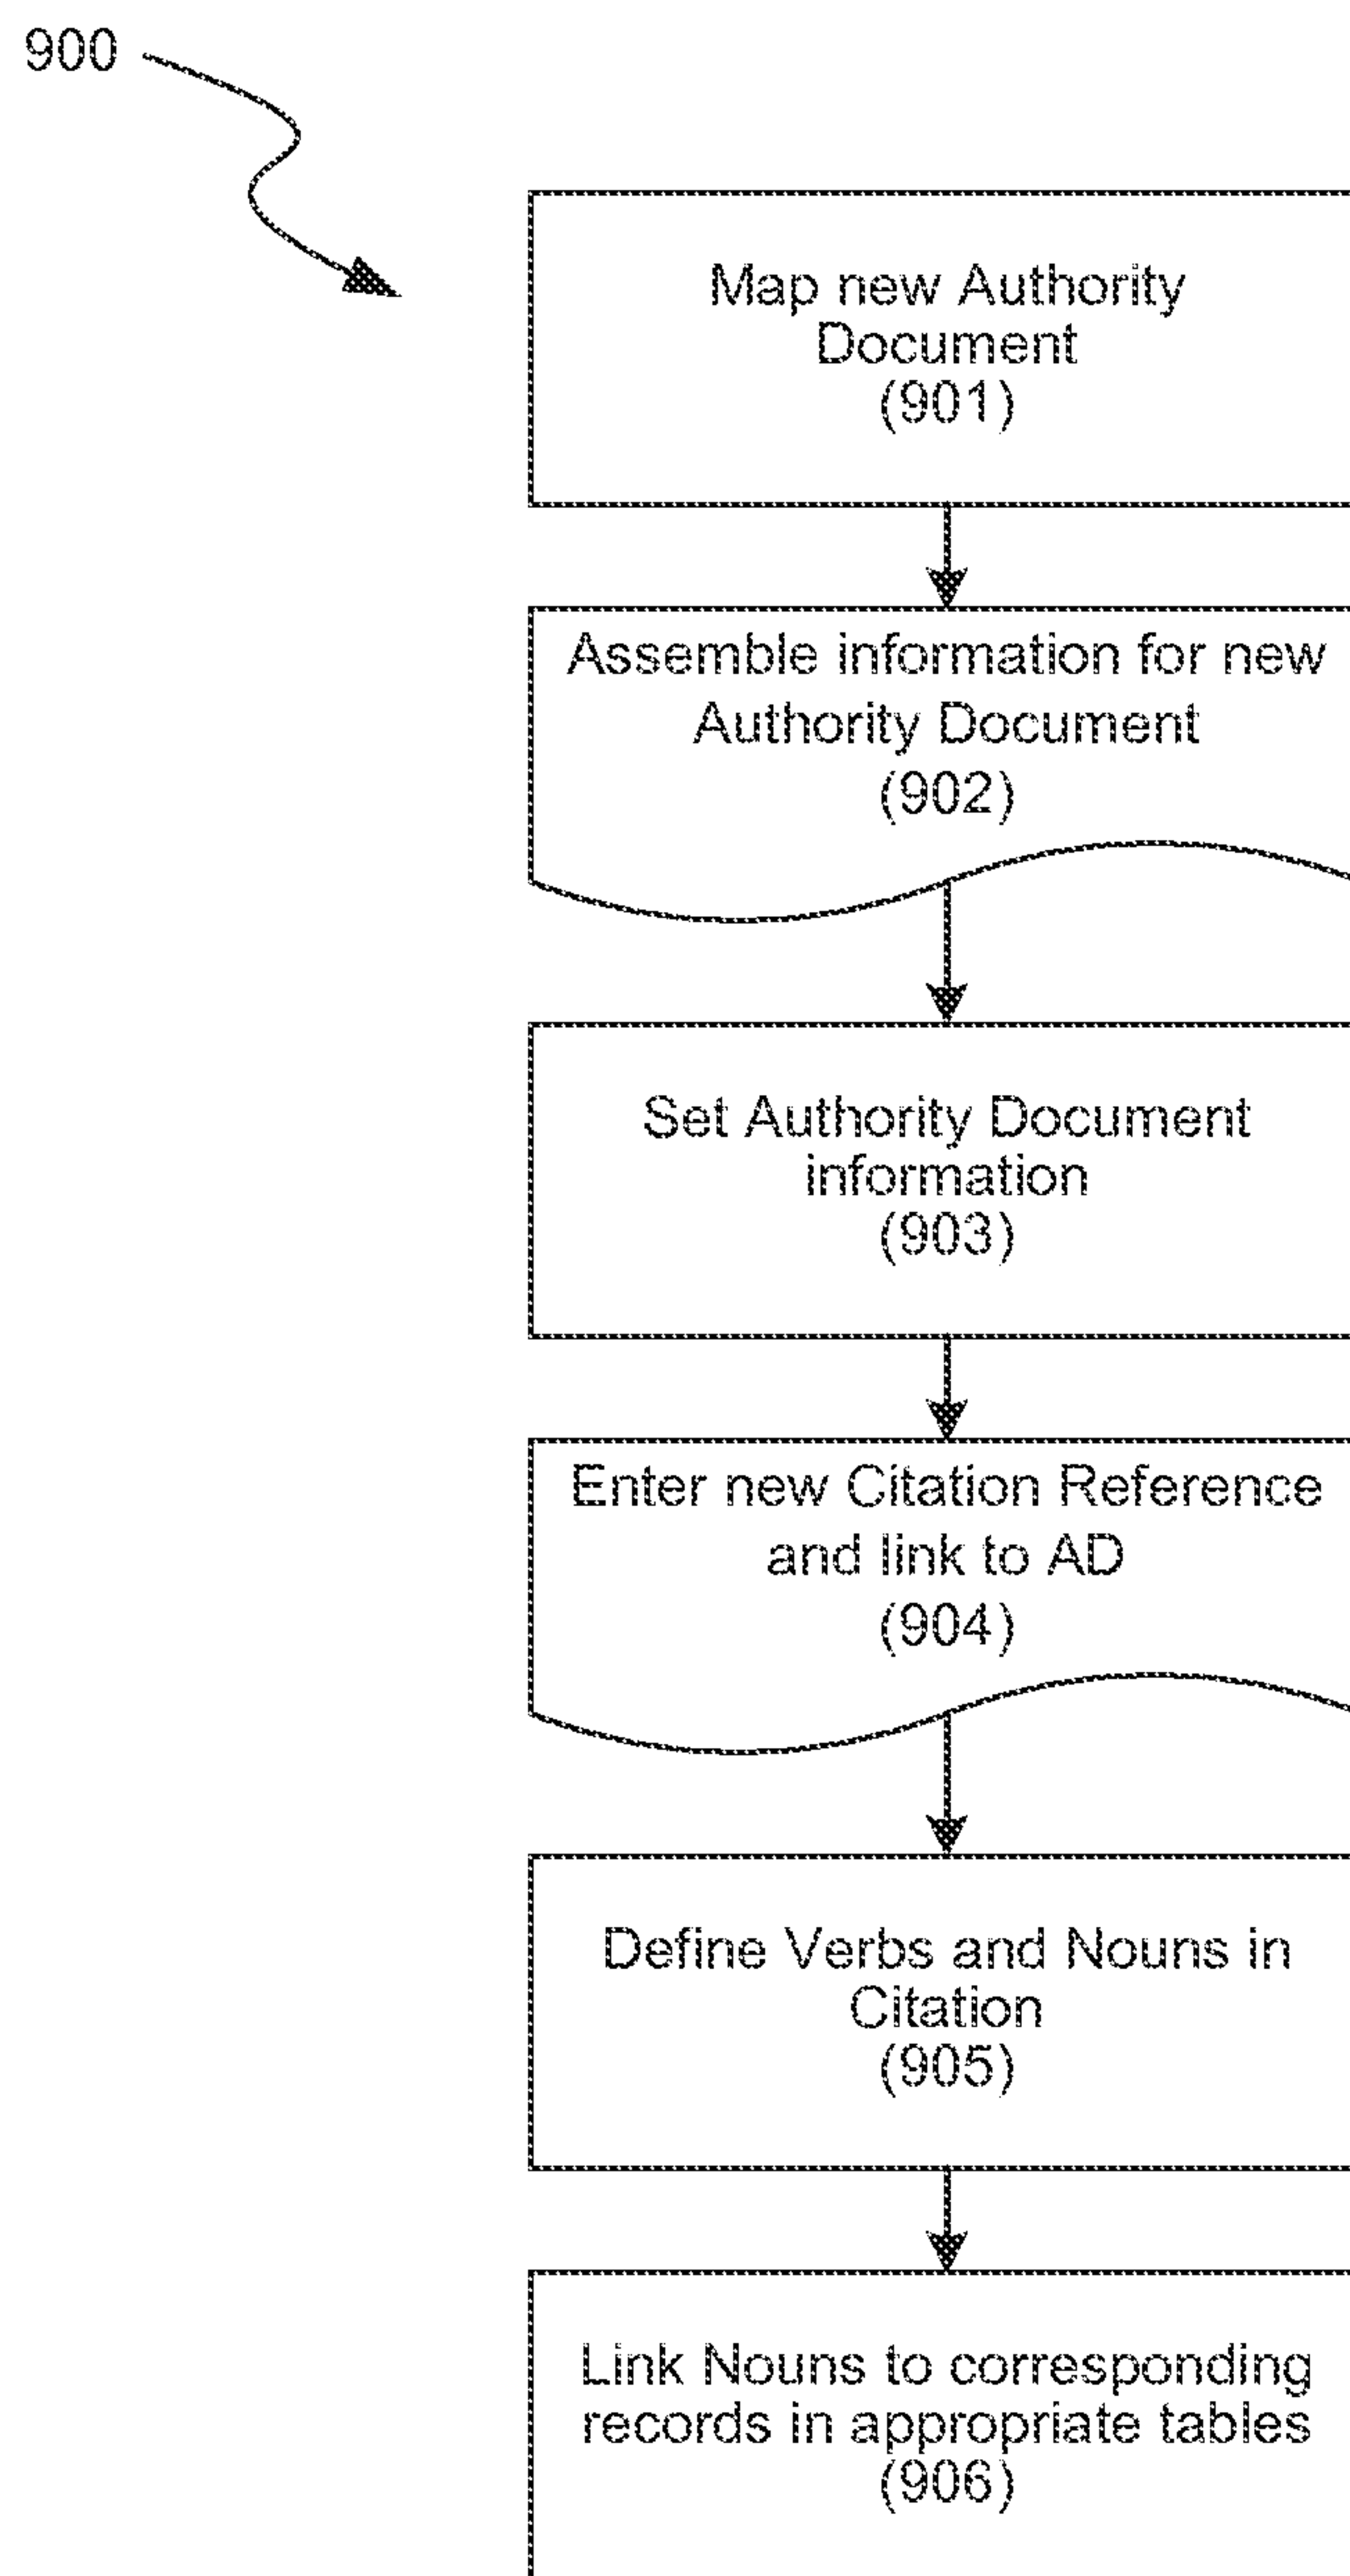 900
Map new Authority
Document
(901)
Assemble information for new
Authority Document
(902)
Set Authority Document
information
(903)
Enter new Citation Reference
and link to AD
(904)
Define Verbs and Nouns in
Citation
(905)
Link Nouns to corresponding
records in appropriate tables
(906)